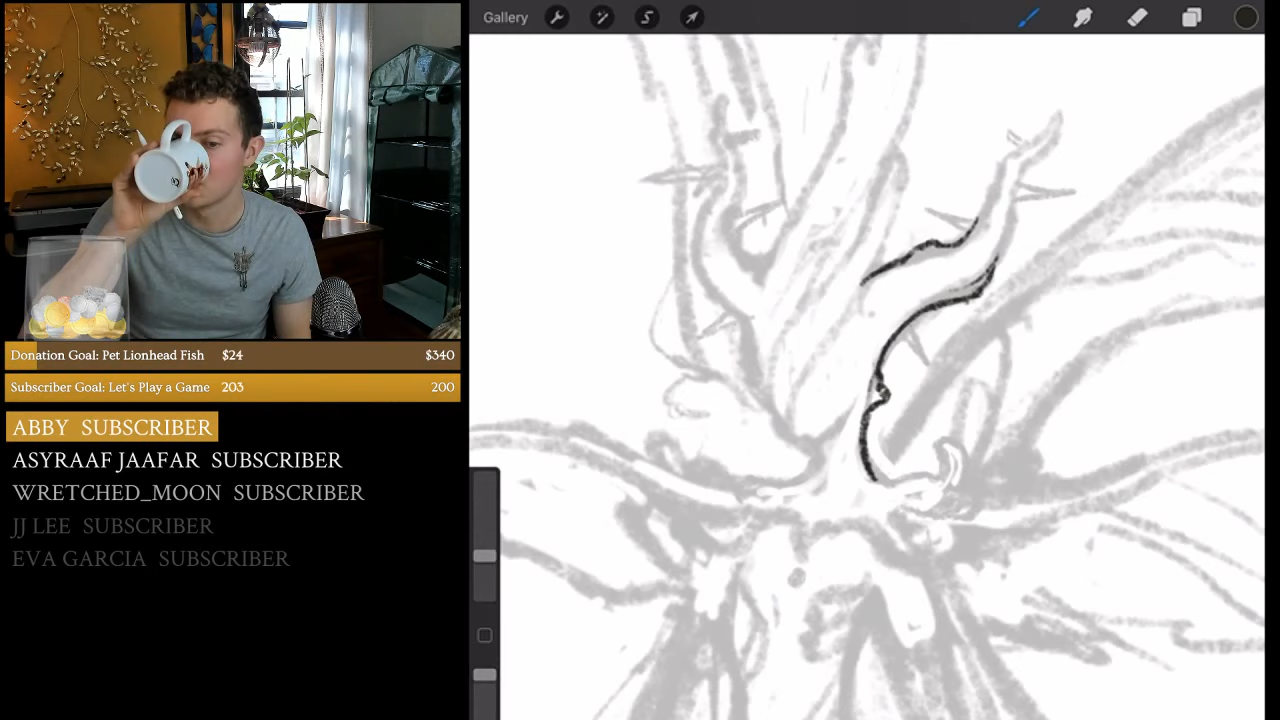 Gallery
Donation Goal: Pet Lionhead Fish $24 $340
Subscriber Goal: Let's Play a Game 203 200
ABBY SUBSCRIBER
ASYRAAF JAAFAR SUBSCRIBER
WRETCHED_MOON SUBSCRIBER
JJ LEE SUBSCRIBER
EVA GARCIA SUBSCRIBER